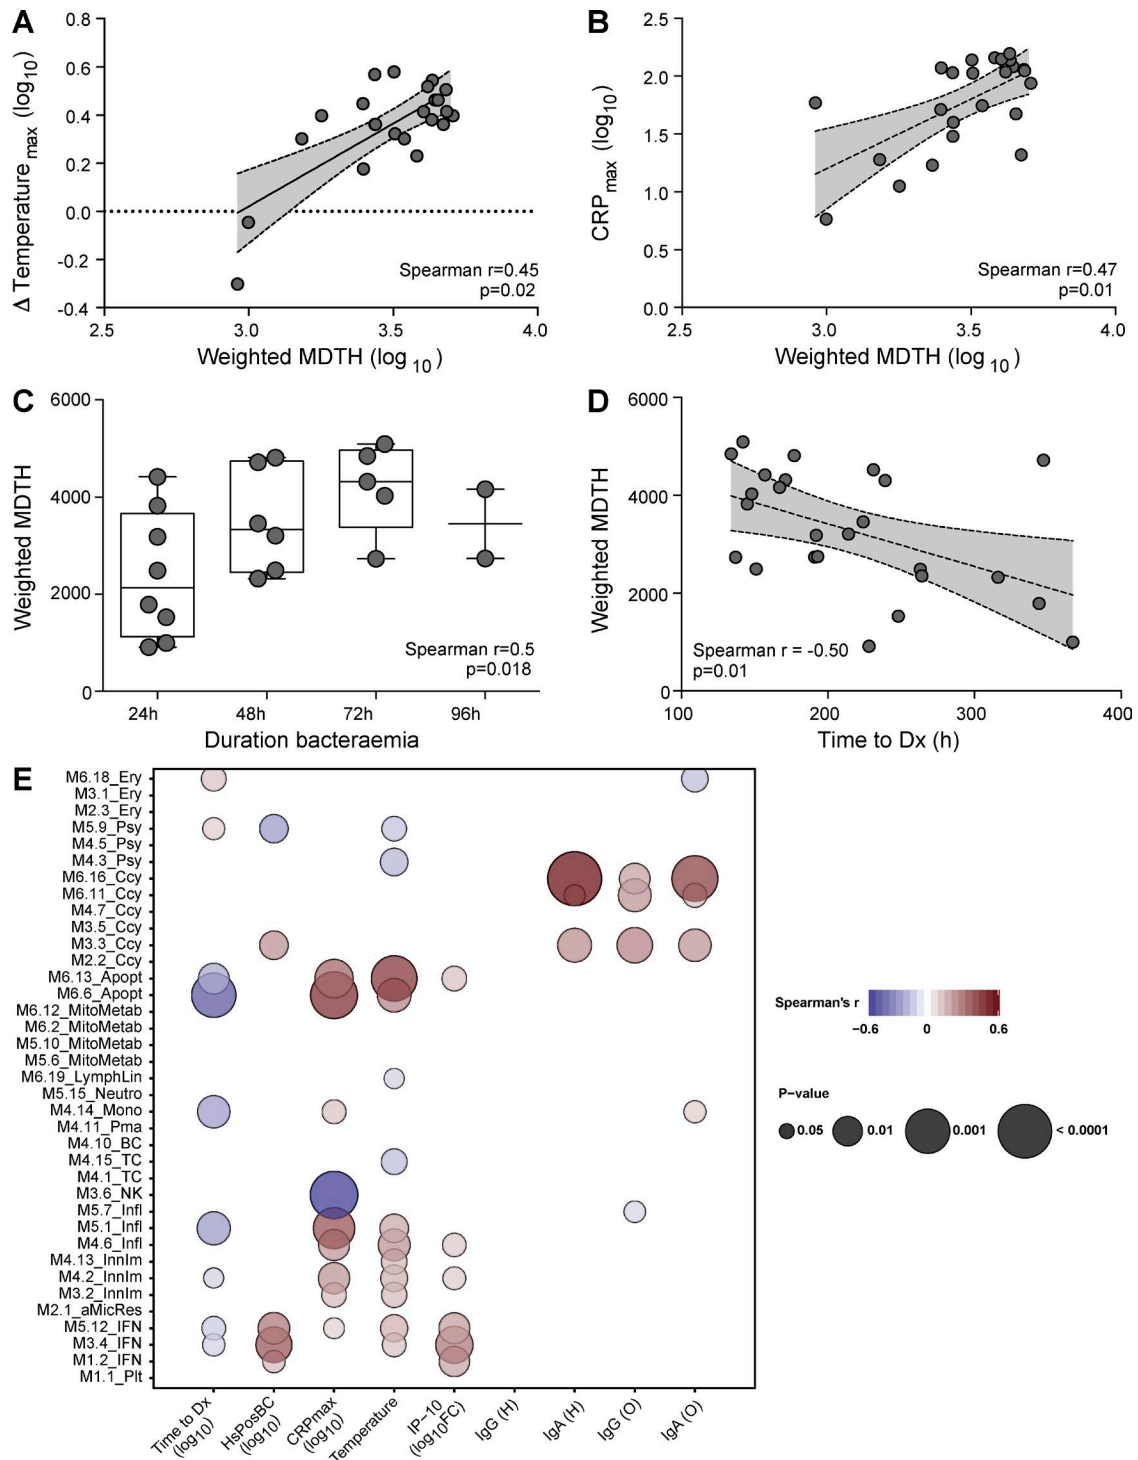 A
B
0.8
0.6
0.4
0.2
0.0
-0.2
-0.4
Δ Temperature max (log10)
Spearman r=0.45
p=0.02
2.5 3.0 3.5 4.0
Weighted MDTH (log 10)
2.5
2.0
1.5
1.0
0.5
0.0
CRP max (log10)
Spearman r=0.47
p=0.01
2.5 3.0 3.5 4.0
Weighted MDTH (log 10)
C
6000
4000
2000
0
Weighted MDTH
Spearman r=0.5
p=0.018
24h 48h 72h 96h
Duration bacteraemia
D
6000
4000
2000
0
Weighted MDTH
Spearman r = -0.50
p=0.01
100 200 300 400
Time to Dx (h)
E
M6.18_Ery
M3.1_Ery
M2.3_Ery
M5.9_Psy
M4.5_Psy
M4.3_Psy
M6.16_Ccy
M6.11_Ccy
M4.7_Ccy
M3.5_Ccy
M3.3_Ccy
M2.2_Ccy
M6.13_Apopt
M6.6_Apopt
M6.12_MitoMetab
M6.2_MitoMetab
M5.10_MitoMetab
M5.6_MitoMetab
M6.19_LymphLin
M5.15_Neutro
M4.14_Mono
M4.11_Pma
M4.10_BC
M4.15_TC
M4.1_TC
M3.6_NK
M5.7_Infl
M5.1_Infl
M4.6_Infl
M4.13_InnIm
M4.2_InnIm
M3.2_InnIm
M2.1_aMicRes
M5.12_IFN
M3.4_IFN
M1.2_IFN
M1.1_Plt
Time to Dx
(log10)
HsPosBC
(log10)
CRPmax
(log10)
Temperature
IP-10
(log10FC)
IgG (H)
IgA (H)
IgG (O)
IgA (O)
Spearman's r
−0.6 0 0.6
P−value
0.05 0.01 0.001 < 0.0001